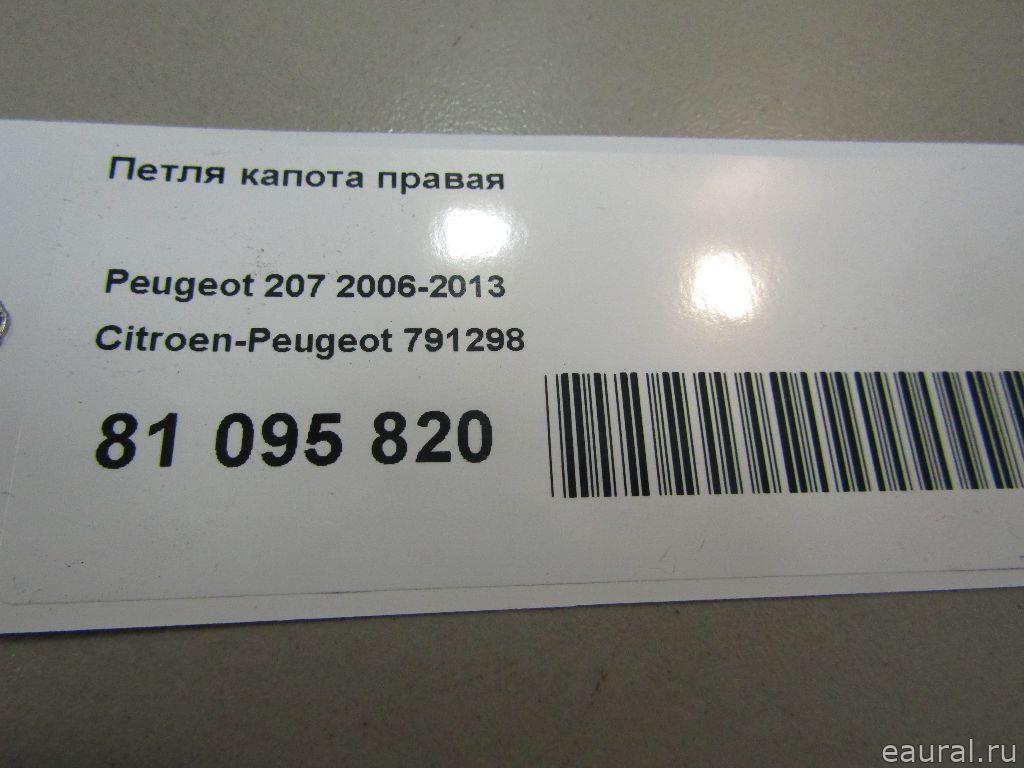 Петля капота правая
Peugeot 207 2006-2013
Citroen-Peugeot 791298
81 095 820
eaural.ru